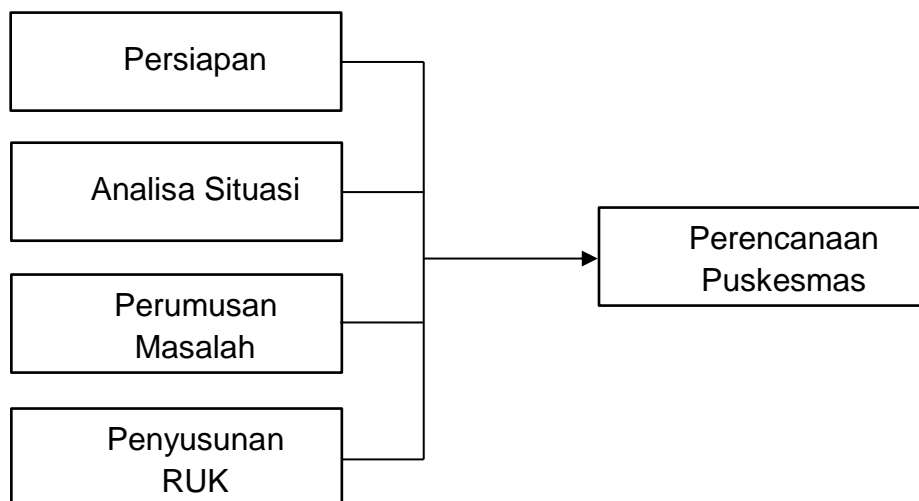 Persiapan
Analisa Situasi
Perumusan
Masalah
Penyusunan
RUK
Perencanaan
Puskesmas